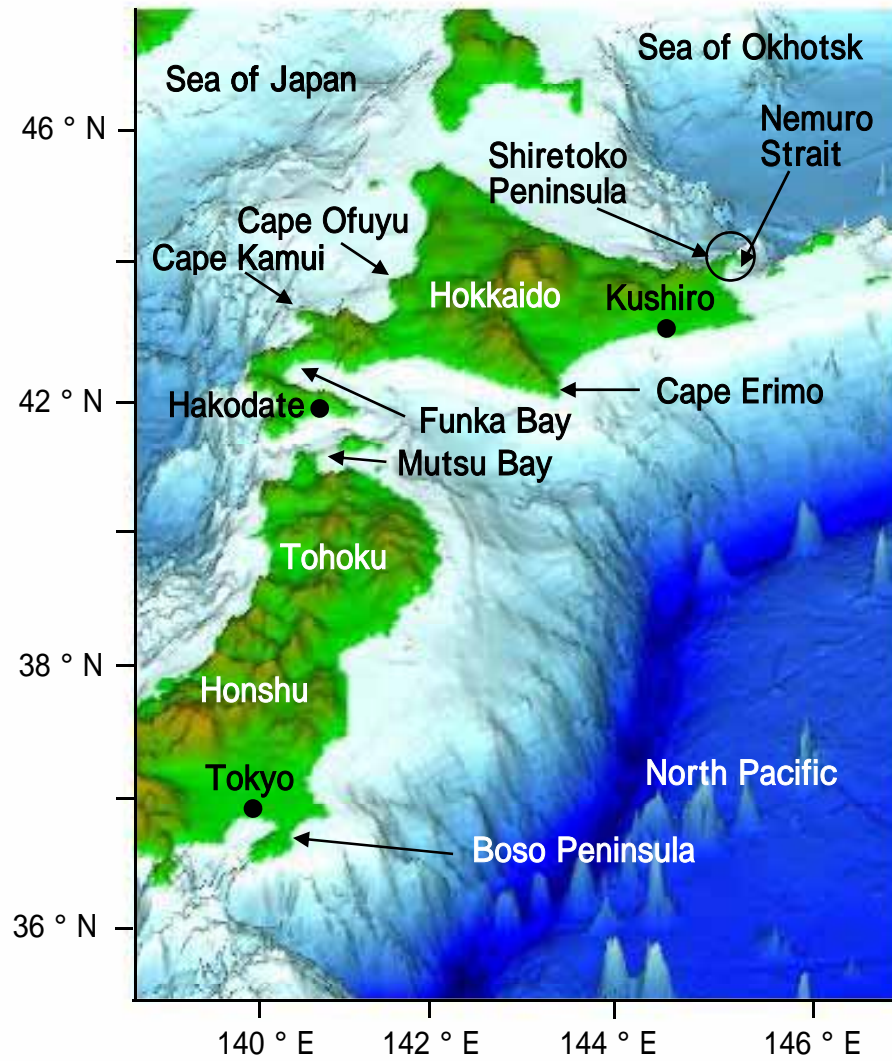 Sea of Japan
Sea of Okhotsk
46 ° N
Nemuro
Strait
Shiretoko
Peninsula
Cape Ofuyu
Cape Kamui
Hokkaido
Kushiro
42 ° N
Hakodate
Cape Erimo
Funka Bay
Mutsu Bay
Tohoku
38 ° N
Honshu
Tokyo
North Pacific
Boso Peninsula
36 ° N
140 ° E
142 ° E
144 ° E
146 ° E